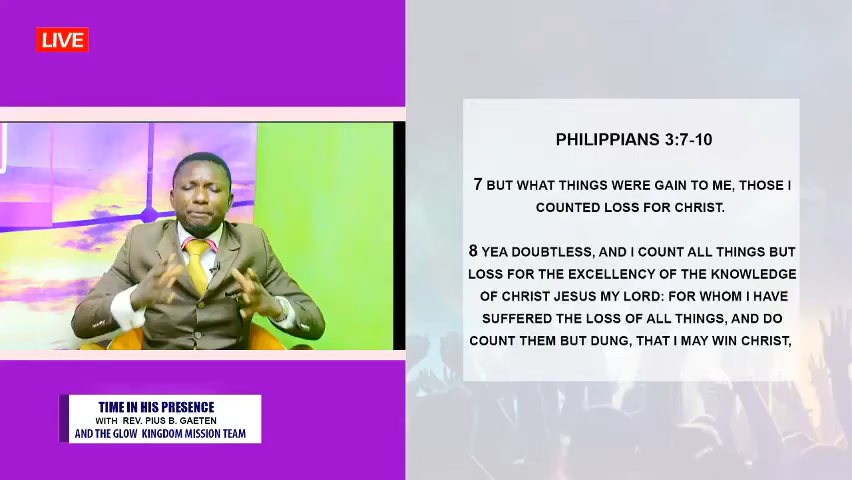 LIVE
TIME IN HIS PRESENCE
WITH REV. PIUS B. GAETEN
AND THE GLOW KINGDOM MISSION TEAM
PHILIPPIANS 3:7-10
7 BUT WHAT THINGS WERE GAIN TO ME, THOSE I
COUNTED LOSS FOR CHRIST.
8 YEA DOUBTLESS, AND I COUNT ALL THINGS BUT
LOSS FOR THE EXCELLENCY OF THE KNOWLEDGE
OF CHRIST JESUS MY LORD: FOR WHOM I HAVE
SUFFERED THE LOSS OF ALL THINGS, AND DO
COUNT THEM BUT DUNG, THAT I MAY WIN CHRIST,